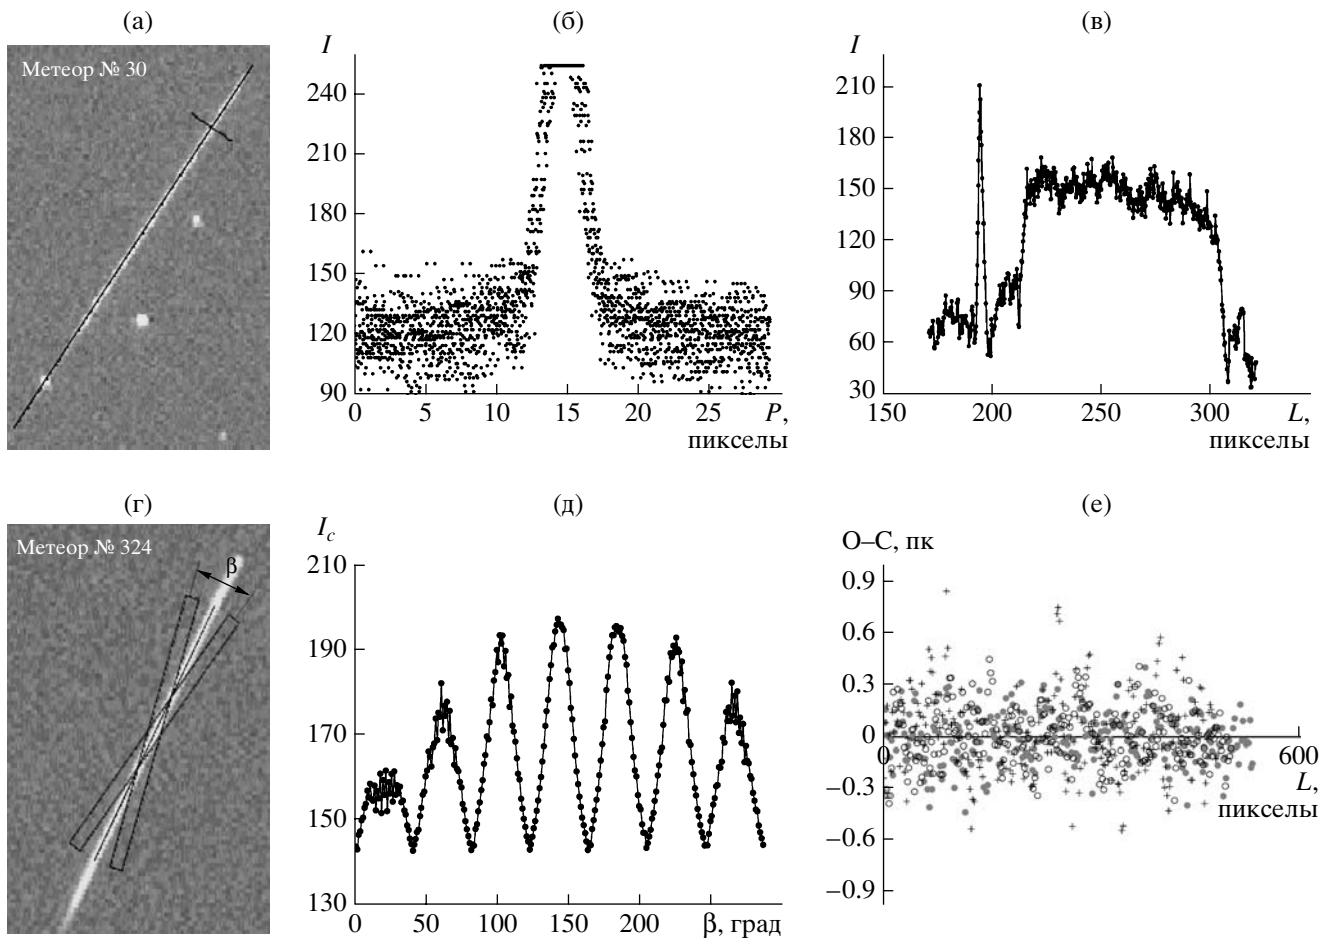 (а)
(б)
(в)
Метеор № 30
I
240
210
180
150
120
90
0 5 10 15 20 25 P,
пикселы
I
210
180
150
120
90
60
30
150 200 250 300 L,
пикселы
(г)
(д)
(е)
Метеор № 324
β
I_c
210
190
170
150
130
0 50 100 150 200 β, град
О–С, пк
0.9
0.6
0.3
0
–0.3
–0.6
–0.9
0 600
L,
пикселы